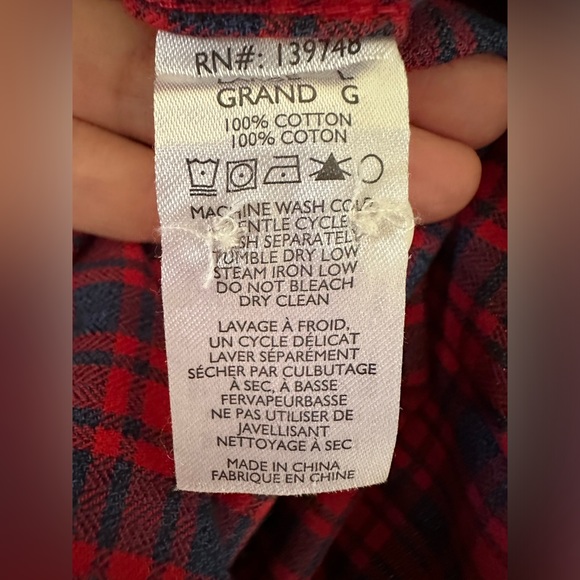 RN#: 139748
GRAND G
100% COTTON
100% COTON
MACHINE WASH COLD
GENTLE CYCLE
WASH SEPARATELY
TUMBLE DRY LOW
STEAM IRON LOW
DO NOT BLEACH
DRY CLEAN
LAVAGE À FROID,
UN CYCLE DÉLICAT
LAVER SÉPARÉMENT
SÉCHER PAR CULBUTAGE
À SEC, À BASSE
FERVAPEURBASSE
NE PAS UTILISER DE
JAVELLISANT
NETTOYAGE À SEC
MADE IN CHINA
FABRIQUE EN CHINE